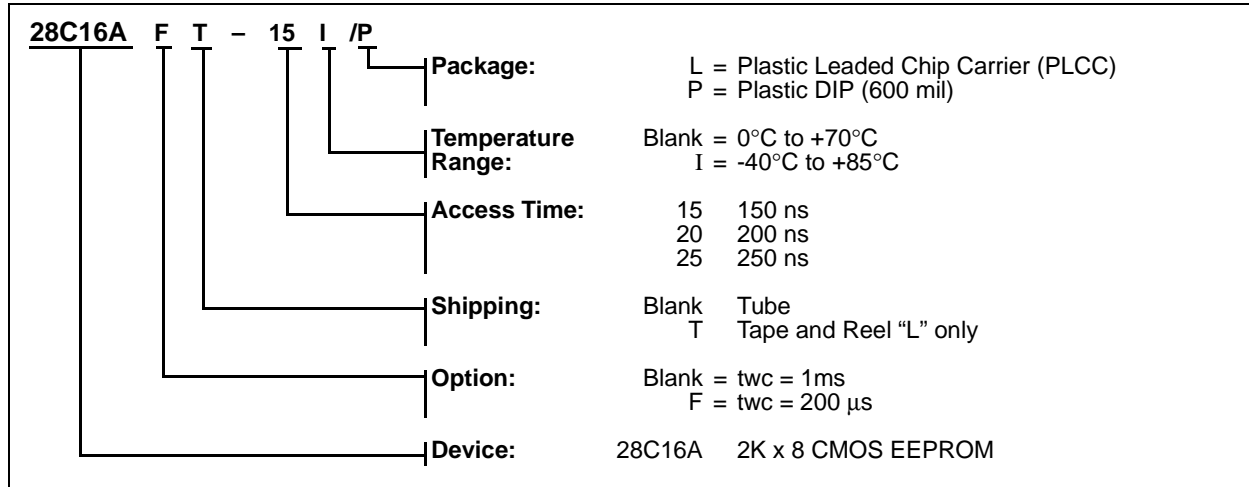 28C16A F T – 15 I /P
Package: L = Plastic Leaded Chip Carrier (PLCC)
P = Plastic DIP (600 mil)
Temperature Blank = 0°C to +70°C
Range: I = -40°C to +85°C
Access Time: 15 150 ns
20 200 ns
25 250 ns
Shipping: Blank Tube
T Tape and Reel “L” only
Option: Blank = twc = 1ms
F = twc = 200 μs
Device: 28C16A 2K x 8 CMOS EEPROM